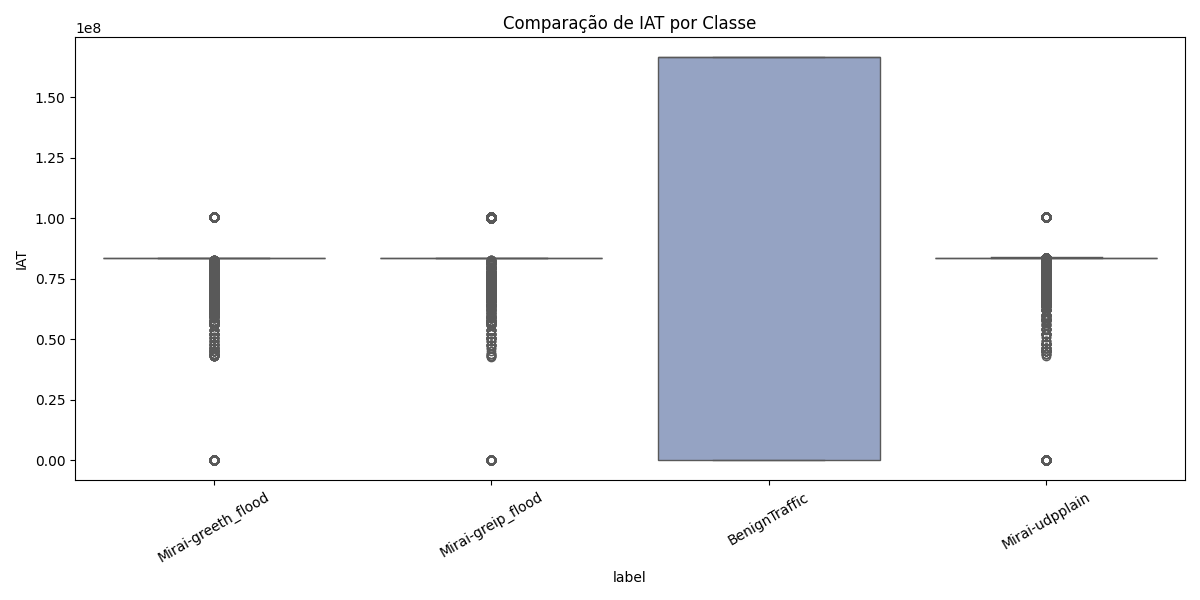 Comparação de IAT por Classe
1e8
1.50
1.25
1.00
0.75
0.50
0.25
0.00
IAT
Mirai-greeth_flood
Mirai-greip_flood
BenignTraffic
Mirai-udpplain
label